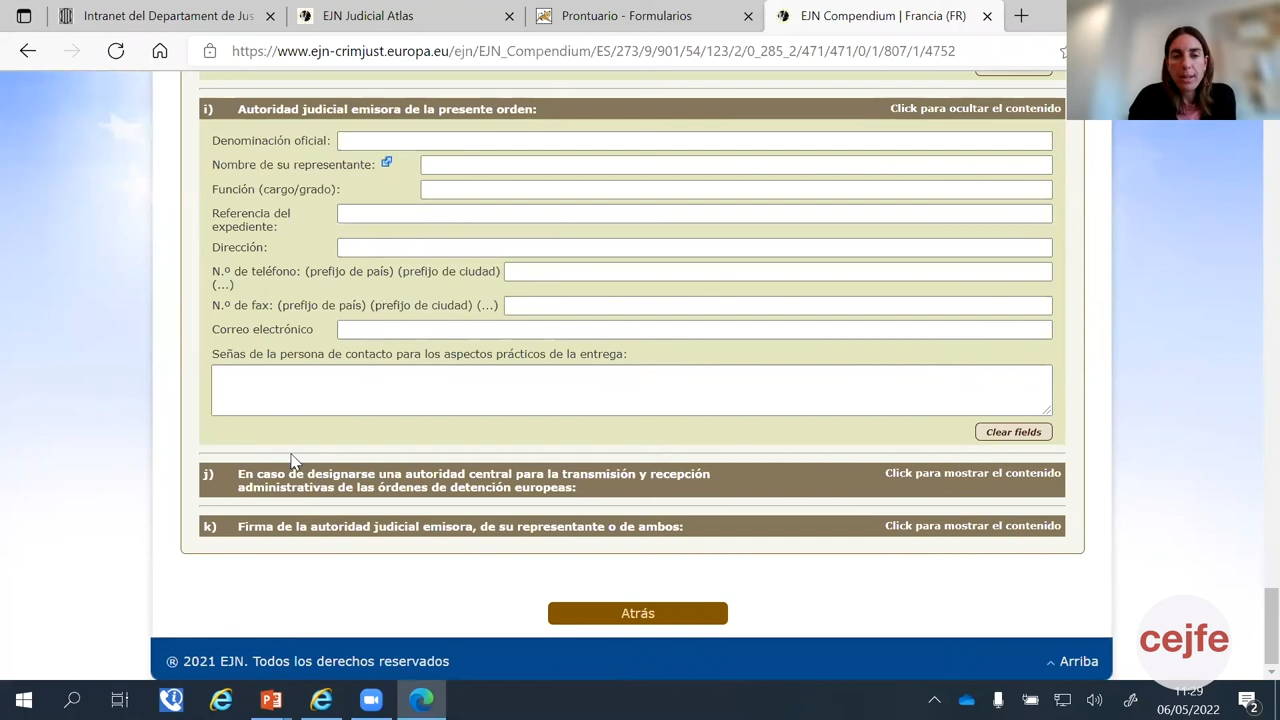 Intranet del Departament de Jus
EJN Judicial Atlas
Prontuario - Formularios
EJN Compendium | Francia (FR)
https://www.ejn-crimjust.europa.eu/ejn/EJN_Compendium/ES/273/9/901/54/123/2/0_285_2/471/471/0/1/807/1/4752
i) Autoridad judicial emisora de la presente orden: Click para ocultar el contenido
Denominación oficial:
Nombre de su representante:
Función (cargo/grado):
Referencia del
expediente:
Dirección:
N.º de teléfono: (prefijo de país) (prefijo de ciudad)
(...)
N.º de fax: (prefijo de país) (prefijo de ciudad) (...)
Correo electrónico
Señas de la persona de contacto para los aspectos prácticos de la entrega:
Clear fields
j) En caso de designarse una autoridad central para la transmisión y recepción Click para mostrar el contenido
administrativas de las órdenes de detención europeas:
k) Firma de la autoridad judicial emisora, de su representante o de ambos: Click para mostrar el contenido
Atrás
® 2021 EJN. Todos los derechos reservados
Arriba
cejfe
11:29
06/05/2022
2